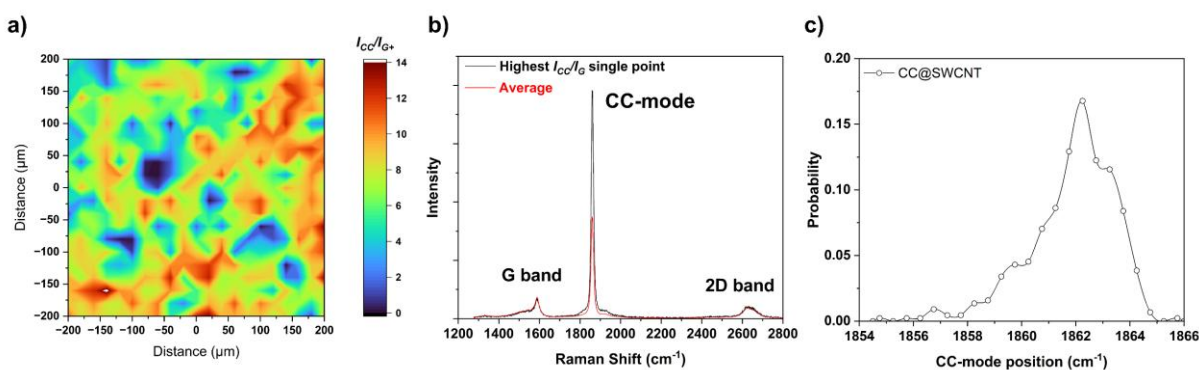 a)
I_CC/I_G+
200
150
100
50
0
−50
−100
−150
−200
−200 −150 −100 −50 0 50 100 150 200
Distance (µm)
Distance (µm)
14
12
10
8
6
4
2
0
b)
Highest I_CC/I_G single point
Average
CC-mode
G band
2D band
Intensity
1200 1400 1600 1800 2000 2200 2400 2600 2800
Raman Shift (cm⁻¹)
c)
CC@SWCNT
0.20
0.15
0.10
0.05
0.00
Probability
1854 1856 1858 1860 1862 1864 1866
CC-mode position (cm⁻¹)